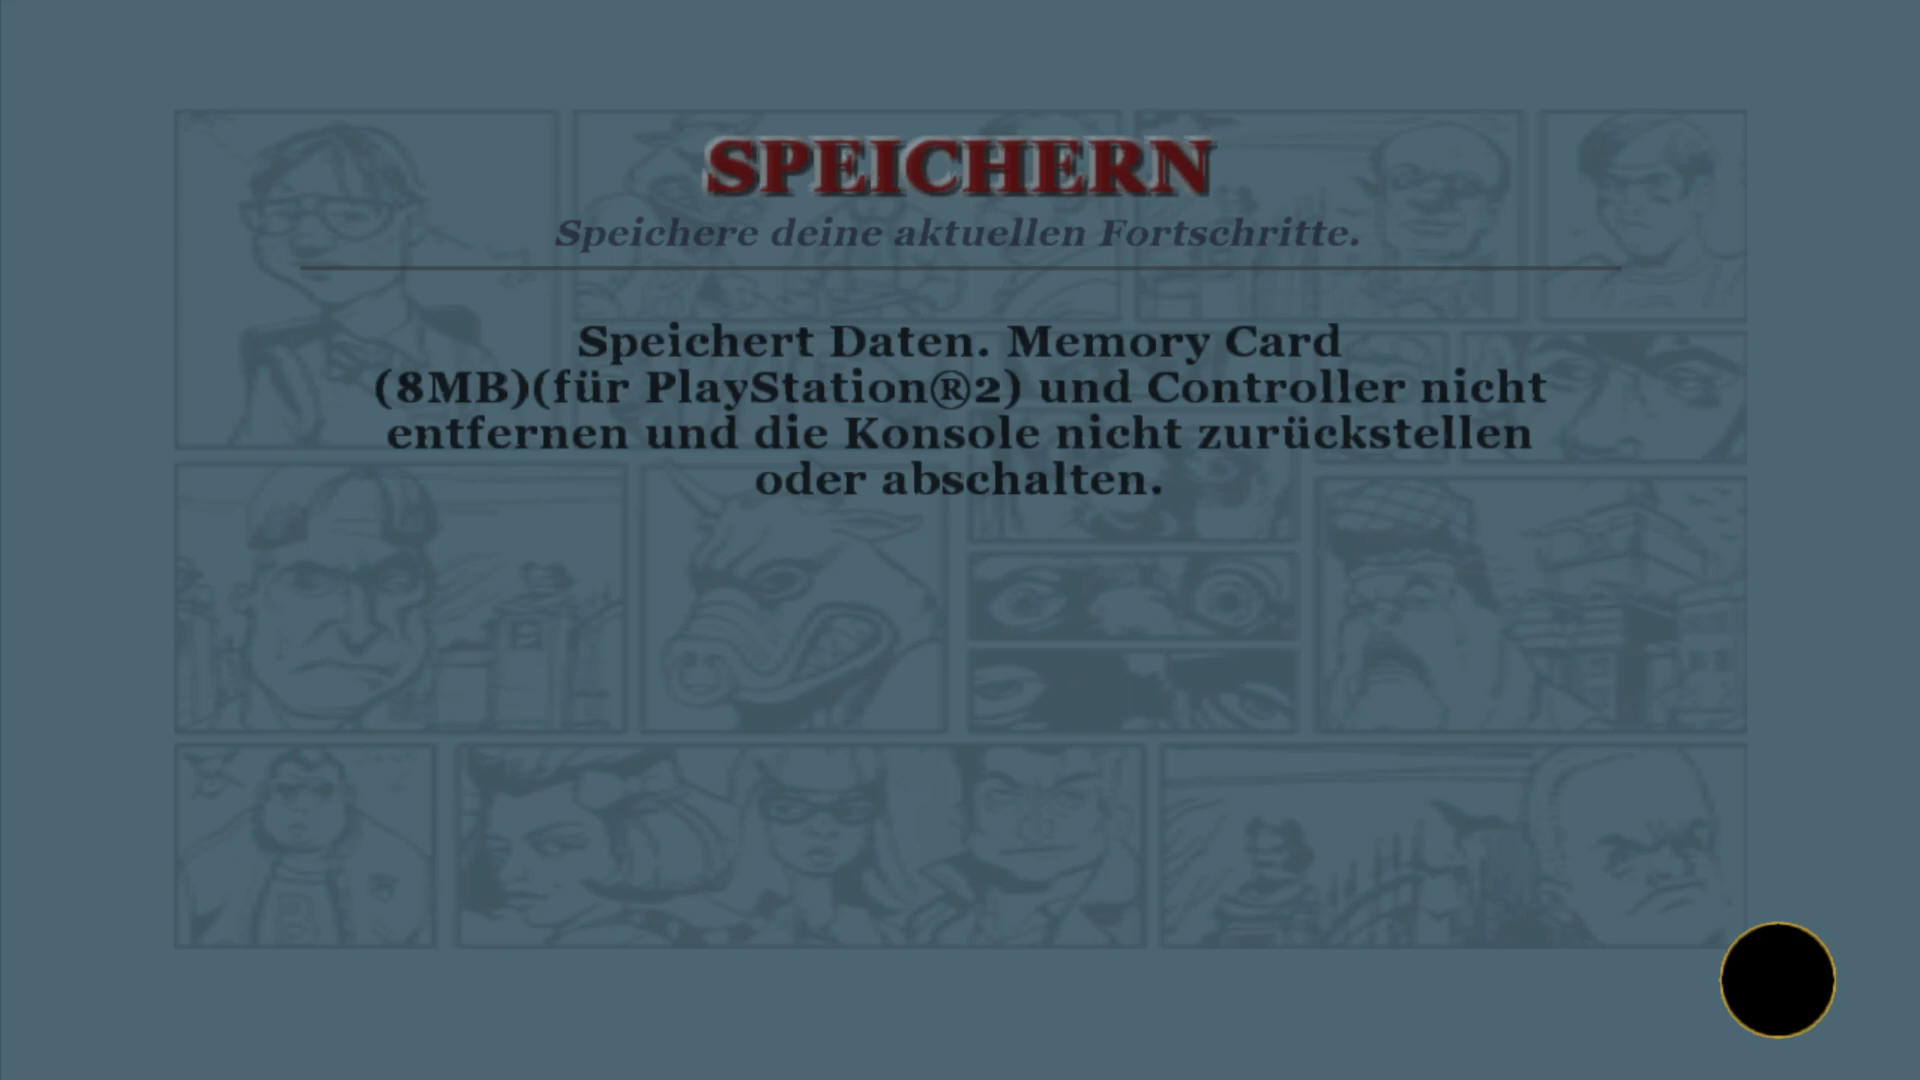 SPEICHERN
Speichere deine aktuellen Fortschritte.
Speichert Daten. Memory Card
(8MB)(für PlayStation®2) und Controller nicht
entfernen und die Konsole nicht zurückstellen
oder abschalten.